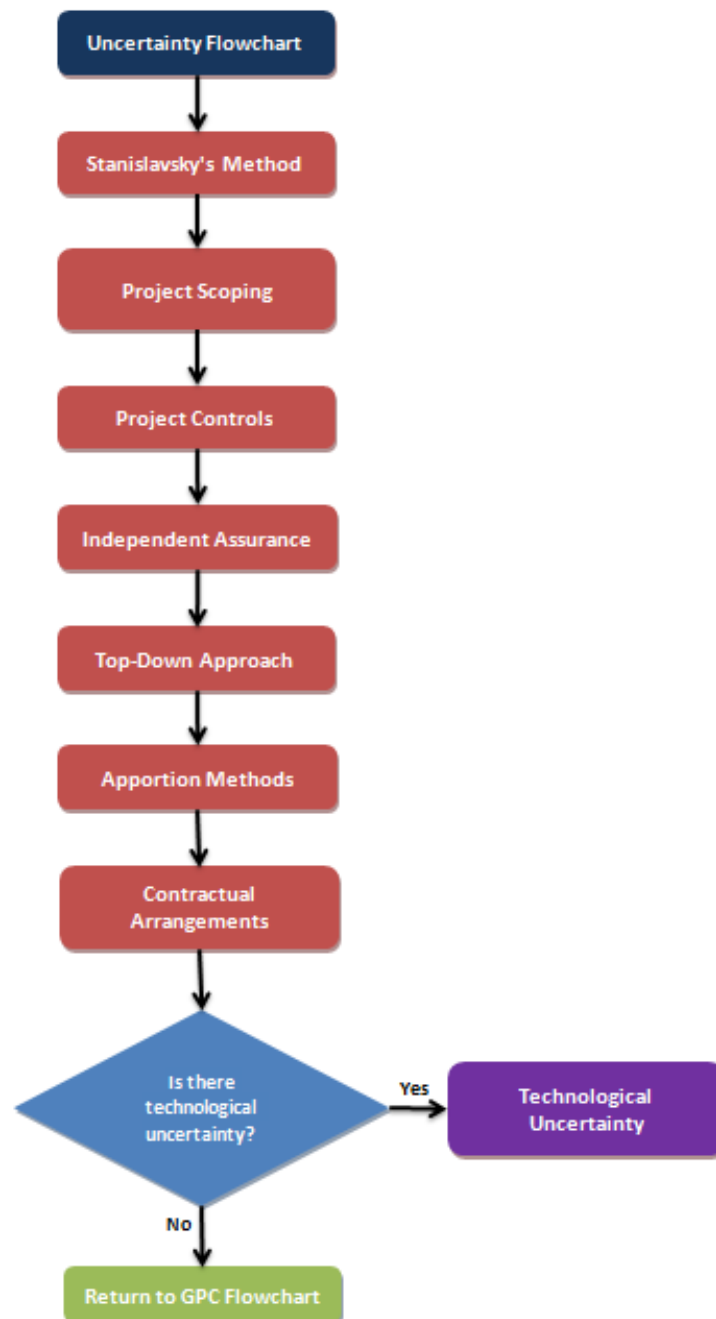 Uncertainty Flowchart
Stanislavsky's Method
Project Scoping
Project Controls
Independent Assurance
Top-Down Approach
Apportion Methods
Contractual
Arrangements
Is there
technological
uncertainty?
Yes
Technological
Uncertainty
No
Return to GPC Flowchart